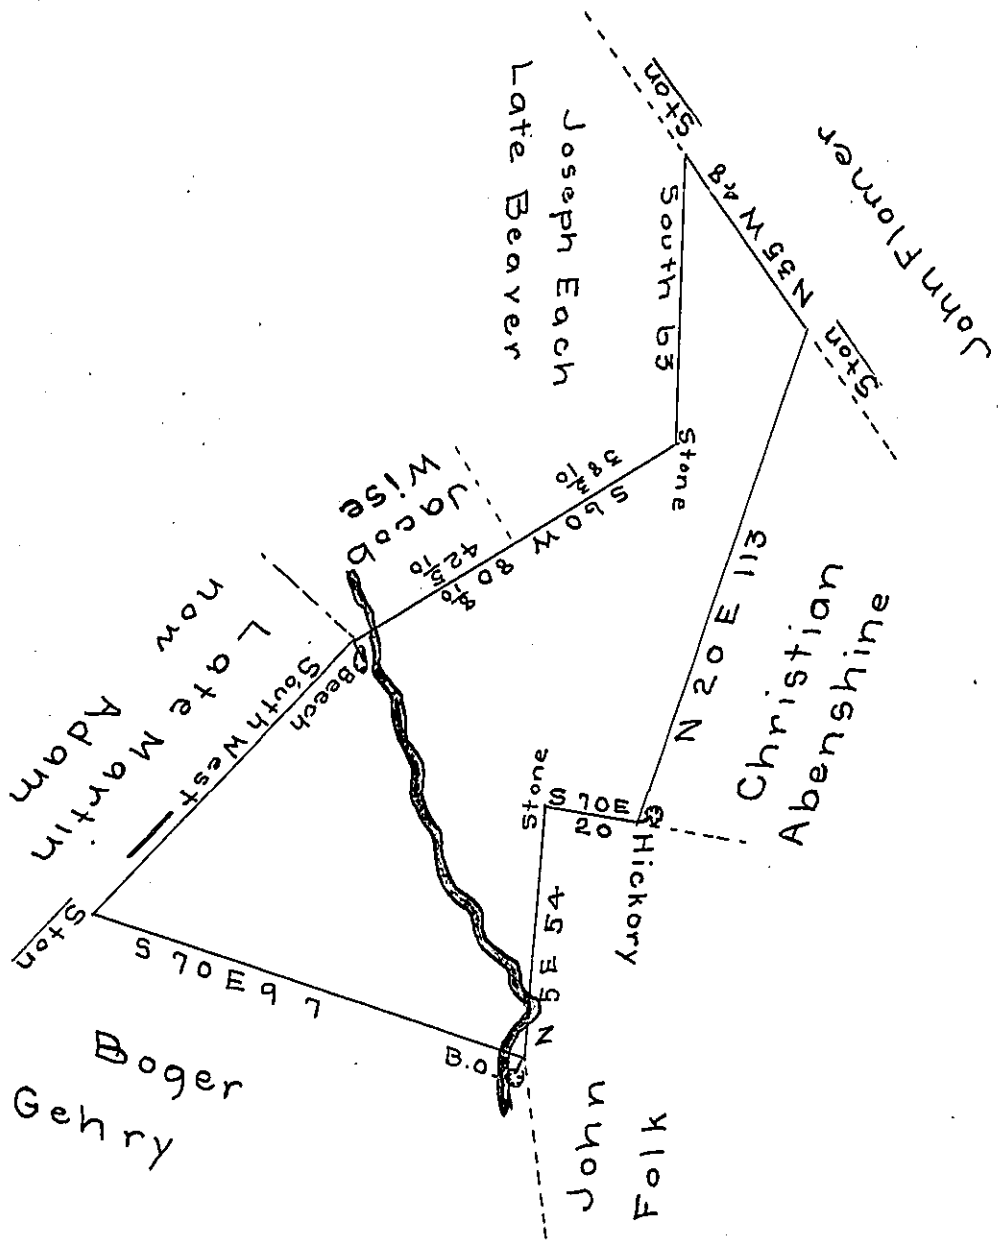 John Florner
Ston
N 35 W 48
Ston
South 63
Joseph Each
Late Beaver
Stone
S 60 W
38 3/10
80 8/10
42 5/10
Jacob
Wise
N 20 E 113
Christian
Abenshine
Beech
South West
now
Late Martin
Adam
Stone
S 70 E
20
Hickory
N 5 E 54
Ston
S 70 E 97
B.O.
Boger
Gehry
John
Folk